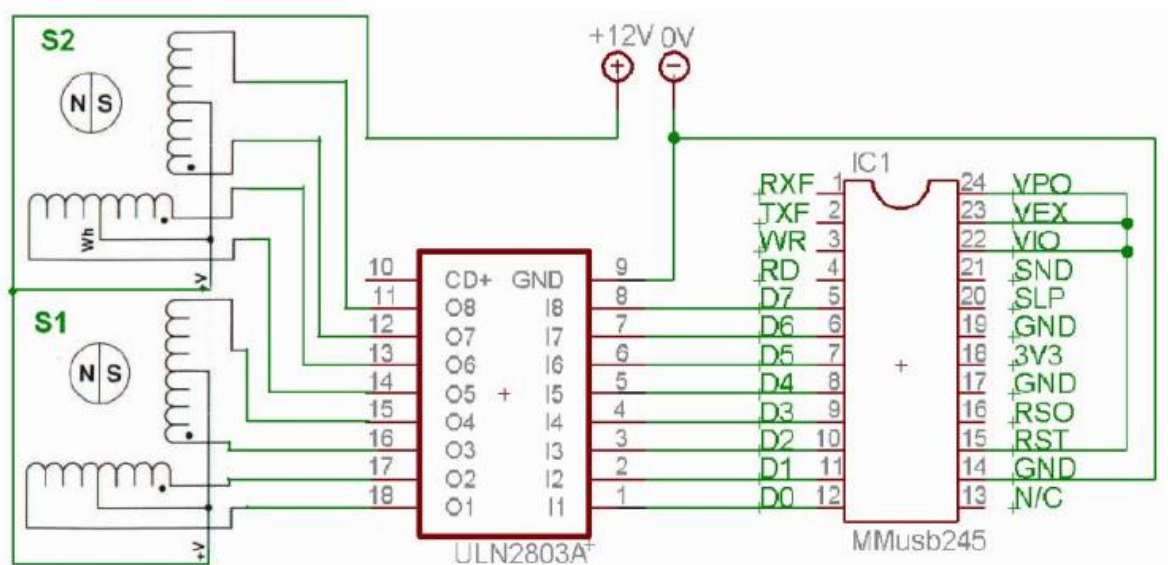 S2
+12V 0V
+ −
N S
IC1
RXF 1 24 VPO
TXF 2 23 VEX
Wh
WR 3 22 VIO
10 CD+ GND 9
RD 4 21 SND
+V
11 O8 I8 8
D7 5 20 SLP
S1
12 O7 I7 7
D6 6 19 GND
13 O6 I6 6
D5 7 18 3V3
N S
14 O5 I5 5
D4 8 17 GND
15 O4 I4 4
D3 9 16 RSO
16 O3 I3 3
D2 10 15 RST
17 O2 I2 2
D1 11 14 GND
18 O1 I1 1
D0 12 13 N/C
+V
ULN2803A
MMusb245